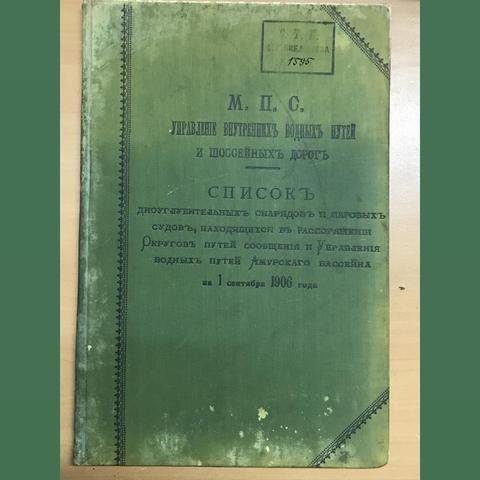 1595
М. П. С.
УПРАВЛЕНІЕ ВНУТРЕННИХЪ ВОДНЫХЪ ПУТЕЙ
И ШОССЕЙНЫХЪ ДОРОГЪ
СПИСОКЪ
ДНОУГЛУБИТЕЛЬНЫХЪ СНАРЯДОВЪ И ПАРОВЫХЪ
СУДОВЪ, НАХОДЯЩИХСЯ ВЪ РАСПОРЯЖЕНІИ
ОКРУГОВЪ ПУТЕЙ СООБЩЕНІЯ И УПРАВЛЕНІЯ
ВОДНЫХЪ ПУТЕЙ АМУРСКАГО БАССЕЙНА
на 1 сентября 1906 года